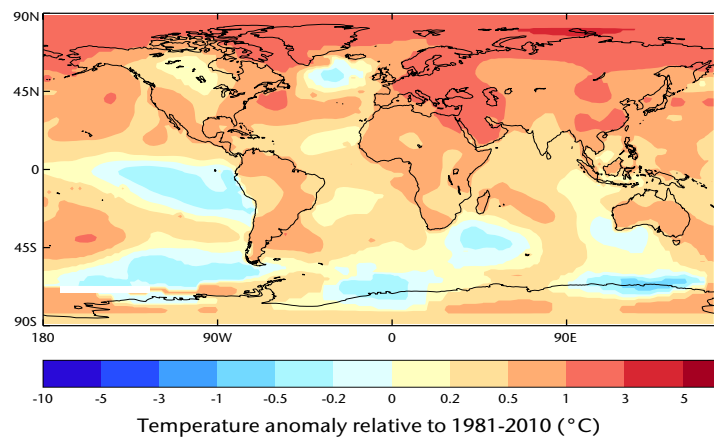 90N
45N
0
45S
90S
180 90W 0 90E
-10 -5 -3 -1 -0.5 -0.2 0 0.2 0.5 1 3 5
Temperature anomaly relative to 1981-2010 (°C)